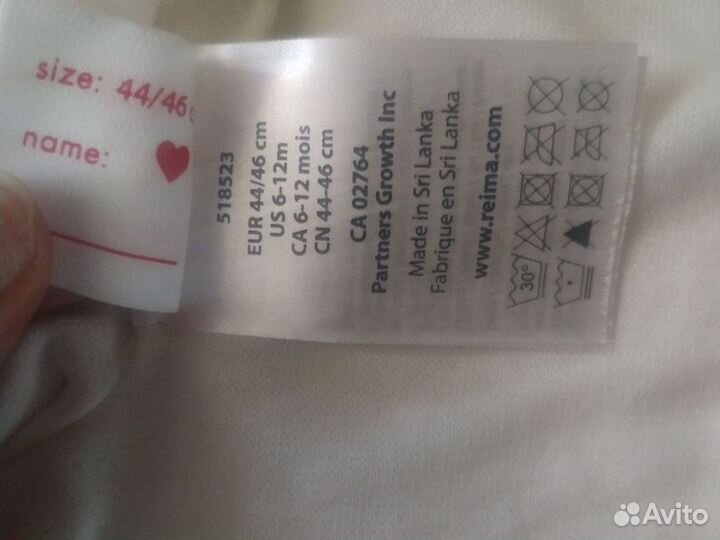 size: 44/46 c
name:
518523
EUR 44/46 cm
US 6-12m
CA 6-12 mois
CN 44-46 cm
CA 02764
Partners Growth Inc
Made in Sri Lanka
Fabrique en Sri Lanka
www.reima.com
30°
Avito